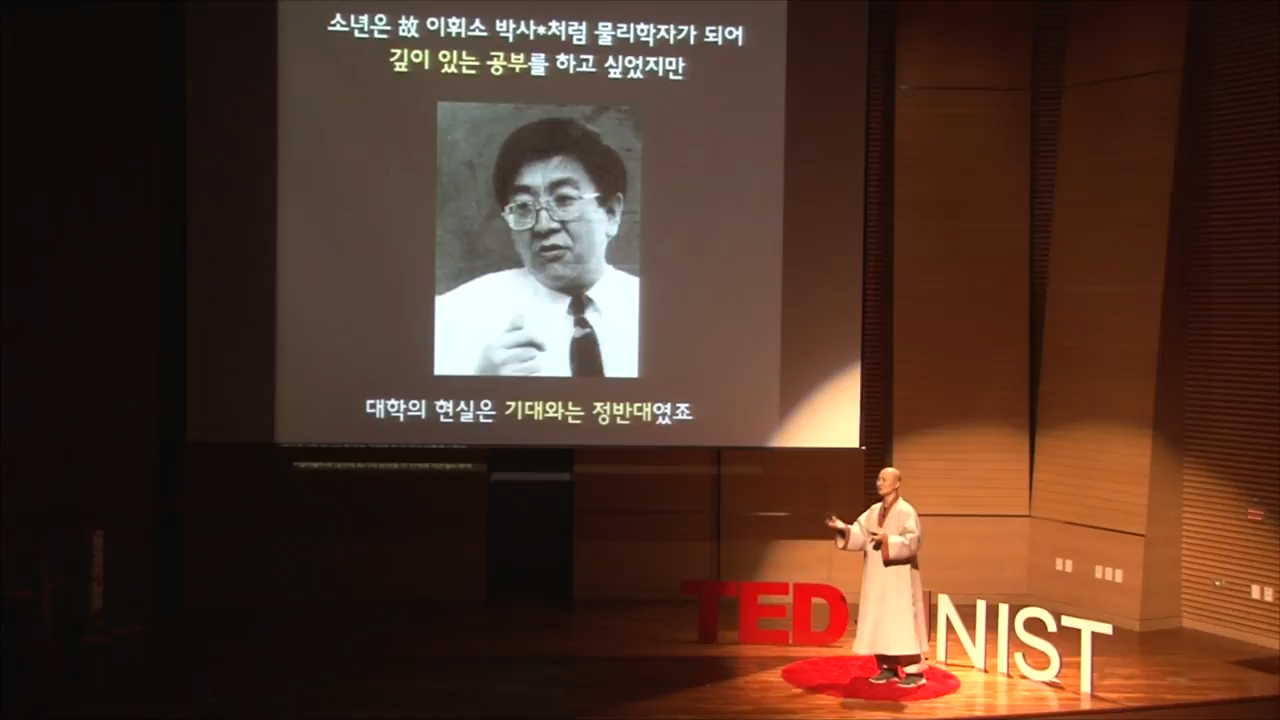 소년은 故 이휘소 박사*처럼 물리학자가 되어
깊이 있는 공부를 하고 싶었지만
대학의 현실은 기대와는 정반대였죠
TED
NIST